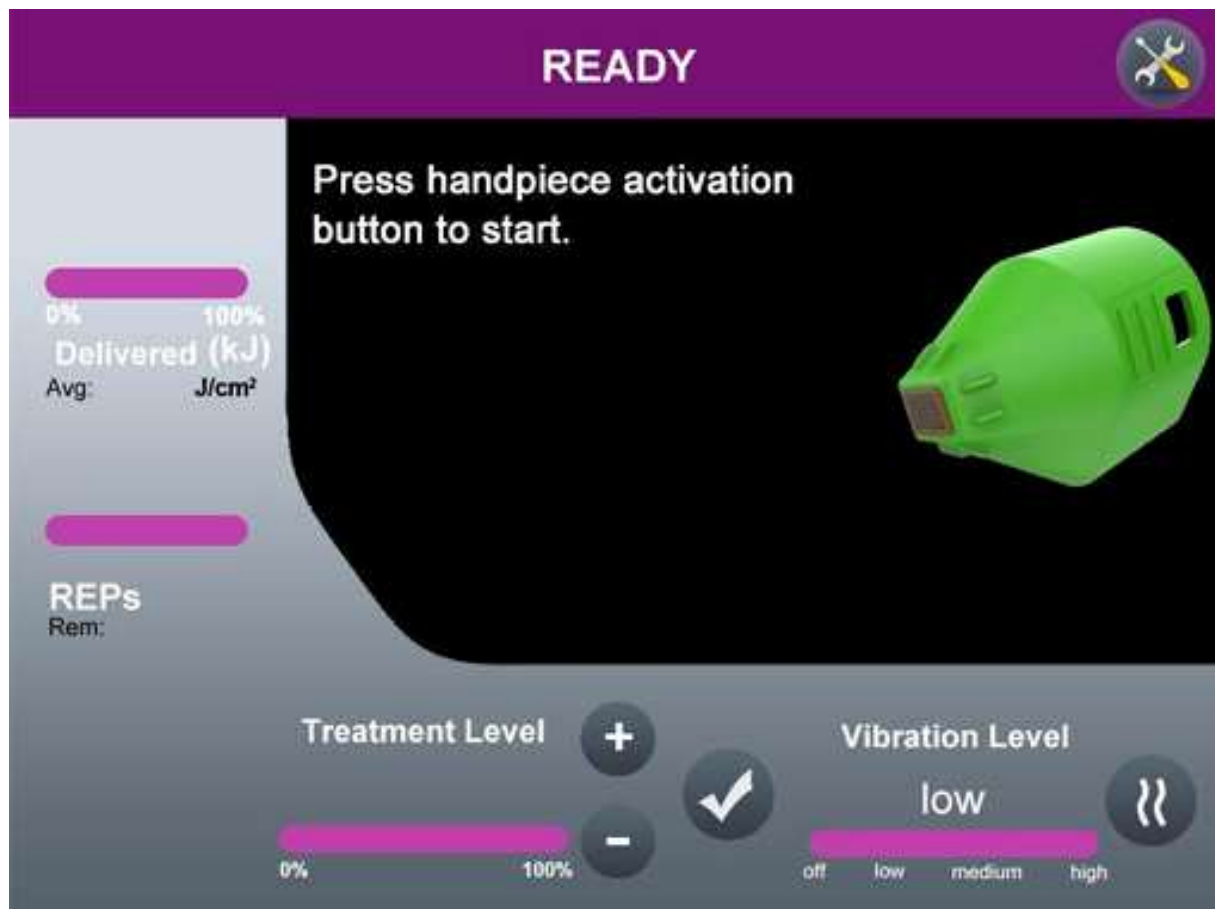 READY
Press handpiece activation
button to start.
0% 100%
Delivered (kJ)
Avg: J/cm²
REPs
Rem:
Treatment Level
+
-
0% 100%
Vibration Level
low
off low medium high